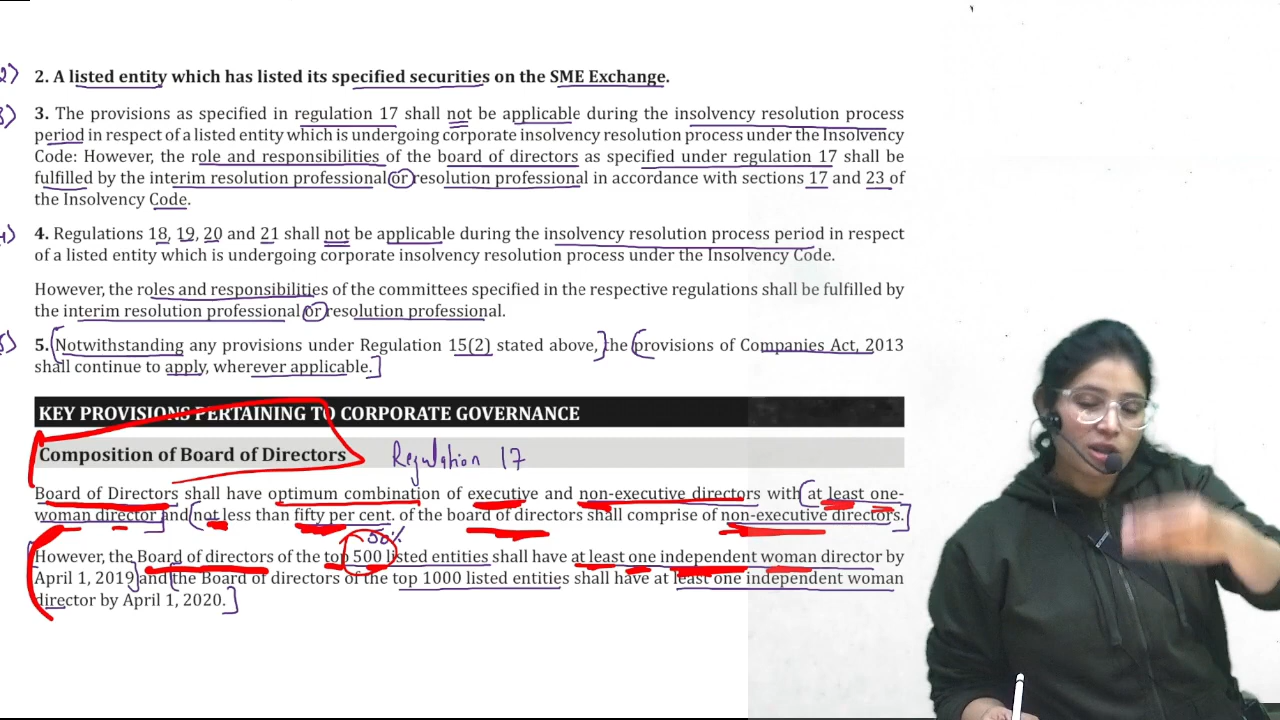 2. A listed entity which has listed its specified securities on the SME Exchange.
3. The provisions as specified in regulation 17 shall not be applicable during the insolvency resolution process
period in respect of a listed entity which is undergoing corporate insolvency resolution process under the Insolvency
Code: However, the role and responsibilities of the board of directors as specified under regulation 17 shall be
fulfilled by the interim resolution professional or resolution professional in accordance with sections 17 and 23 of
the Insolvency Code.
4. Regulations 18, 19, 20 and 21 shall not be applicable during the insolvency resolution process period in respect
of a listed entity which is undergoing corporate insolvency resolution process under the Insolvency Code.
However, the roles and responsibilities of the committees specified in the respective regulations shall be fulfilled by
the interim resolution professional or resolution professional.
5. Notwithstanding any provisions under Regulation 15(2) stated above, the provisions of Companies Act, 2013
shall continue to apply, wherever applicable.
KEY PROVISIONS PERTAINING TO CORPORATE GOVERNANCE
Composition of Board of Directors Regulation 17
Board of Directors shall have optimum combination of executive and non-executive directors with at least one-
woman director and not less than fifty per cent. of the board of directors shall comprise of non-executive directors.
However, the Board of directors of the top 500 listed entities shall have at least one independent woman director by
April 1, 2019 and the Board of directors of the top 1000 listed entities shall have at least one independent woman
director by April 1, 2020.